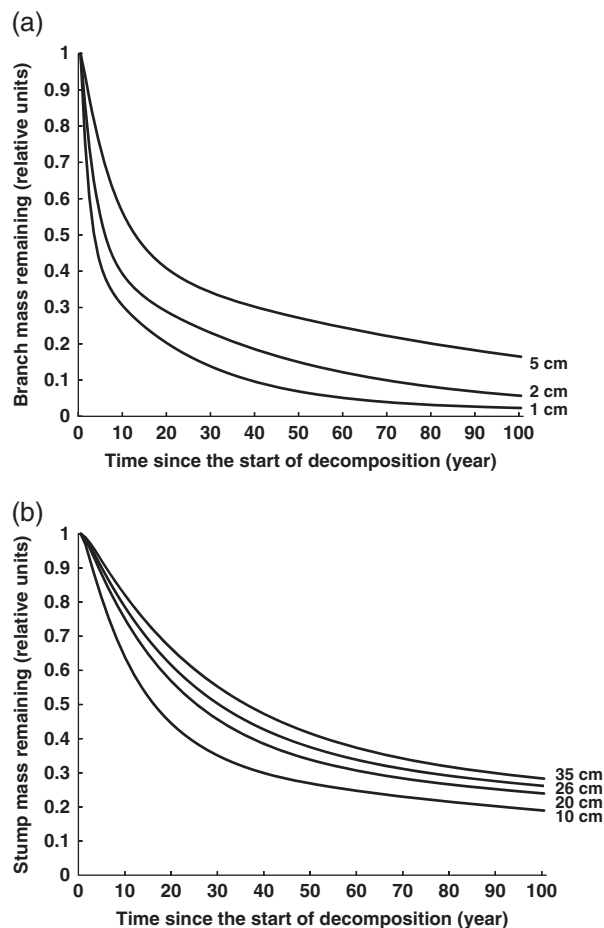 (a)
Branch mass remaining (relative units)
1
0.9
0.8
0.7
0.6
0.5
0.4
0.3
0.2
0.1
0
5 cm
2 cm
1 cm
0 10 20 30 40 50 60 70 80 90 100
Time since the start of decomposition (year)
(b)
Stump mass remaining (relative units)
1
0.9
0.8
0.7
0.6
0.5
0.4
0.3
0.2
0.1
0
35 cm
26 cm
20 cm
10 cm
0 10 20 30 40 50 60 70 80 90 100
Time since the start of decomposition (year)